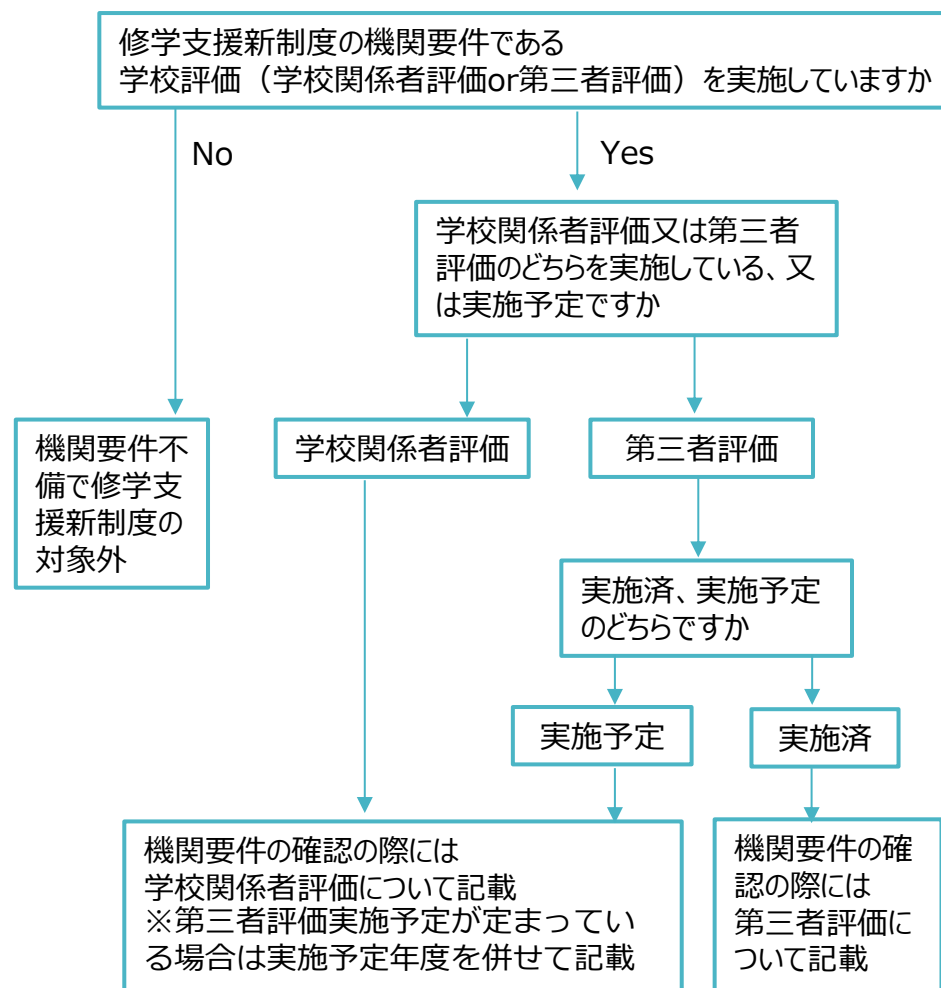 修学支援新制度の機関要件である
学校評価（学校関係者評価or第三者評価）を実施していますか
No
Yes
学校関係者評価又は第三者
評価のどちらを実施している、又
は実施予定ですか
機関要件不
備で修学支
援新制度の
対象外
学校関係者評価
第三者評価
実施済、実施予定
のどちらですか
実施予定
実施済
機関要件の確認の際には
学校関係者評価について記載
※第三者評価実施予定が定まってい
る場合は実施予定年度を併せて記載
機関要件の確
認の際には
第三者評価に
ついて記載